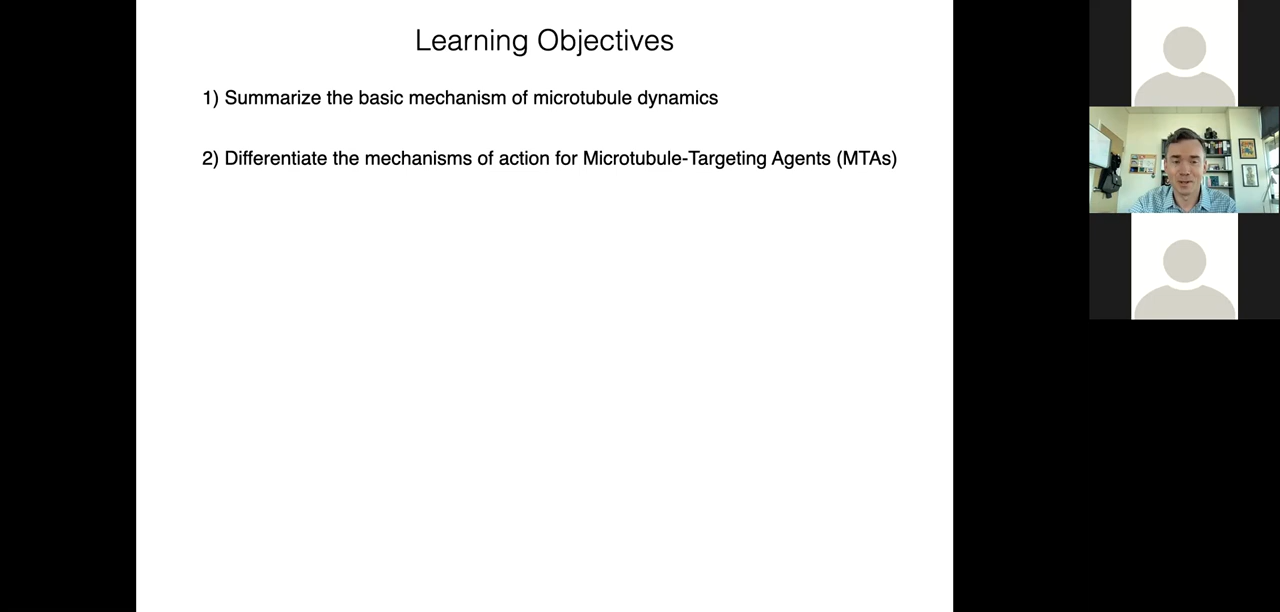 Learning Objectives
1) Summarize the basic mechanism of microtubule dynamics
2) Differentiate the mechanisms of action for Microtubule-Targeting Agents (MTAs)